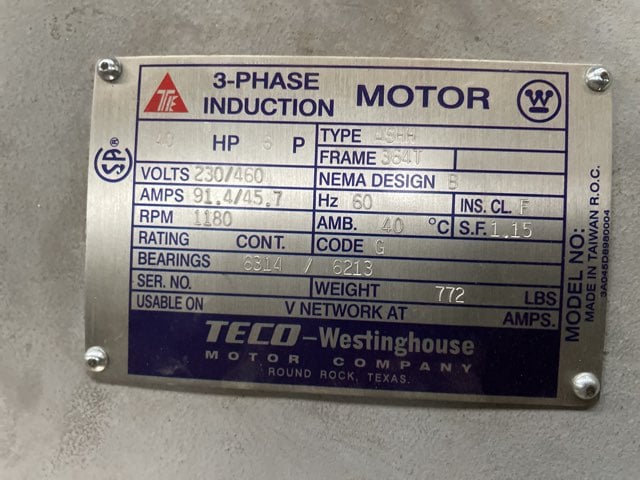 3-PHASE
INDUCTION MOTOR
40 HP 6 P
TYPE
FRAME 364T
VOLTS 230/460
NEMA DESIGN B
AMPS 91.4/45.7
Hz 60
INS. CL. F
RPM 1180
AMB. 40 °C
S.F. 1.15
RATING CONT.
CODE G
BEARINGS 6314 / 6213
SER. NO.
WEIGHT 772 LBS
USABLE ON V NETWORK AT AMPS.
TECO-Westinghouse
MOTOR COMPANY
ROUND ROCK, TEXAS.
MODEL NO:
MADE IN TAIWAN R.O.C.
3A045D8980004